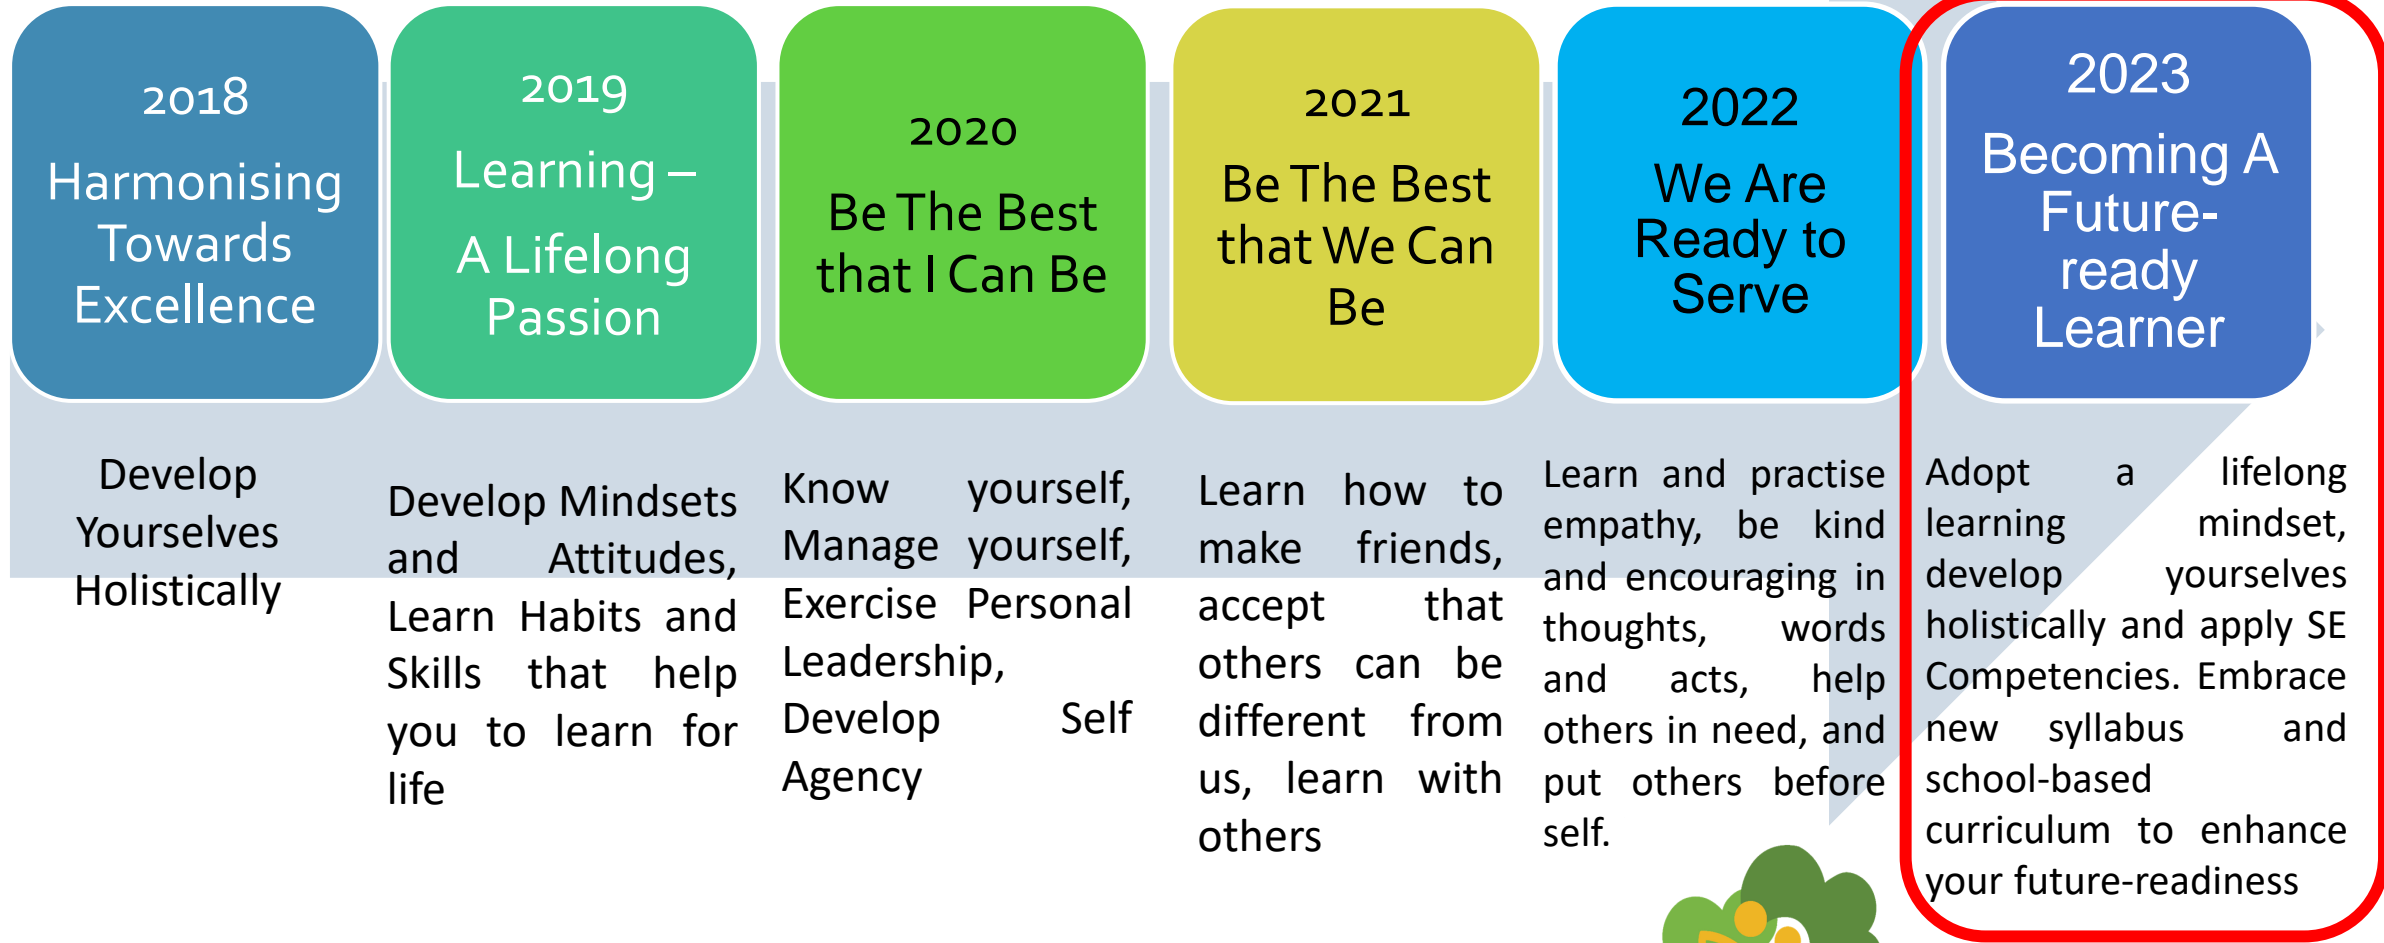 2018
Harmonising
Towards
Excellence
Develop
Yourselves
Holistically
2019
Learning –
A Lifelong
Passion
Develop Mindsets
and Attitudes,
Learn Habits and
Skills that help
you to learn for
life
2020
Be The Best
that I Can Be
Know yourself,
Manage yourself,
Exercise Personal
Leadership,
Develop Self
Agency
2021
Be The Best
that We Can
Be
Learn how to
make friends,
accept that
others can be
different from
us, learn with
others
2022
We Are
Ready to
Serve
Learn and practise
empathy, be kind
and encouraging in
thoughts, words
and acts, help
others in need, and
put others before
self.
2023
Becoming A
Future-
ready
Learner
Adopt a lifelong
learning mindset,
develop yourselves
holistically and apply SE
Competencies. Embrace
new syllabus and
school-based
curriculum to enhance
your future-readiness